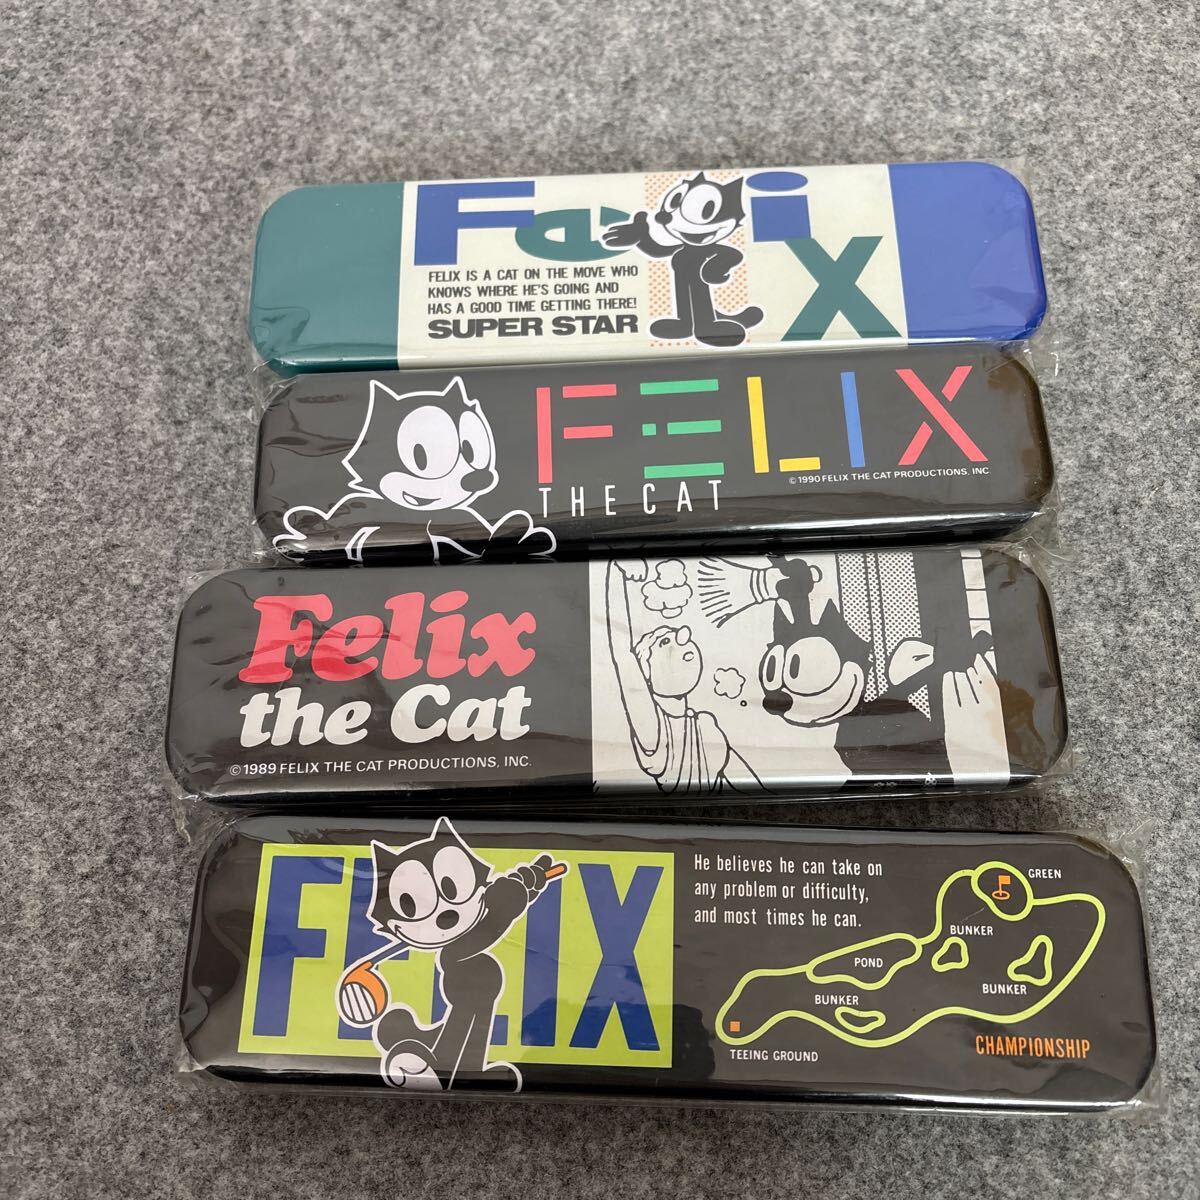 Felix
FELIX IS A CAT ON THE MOVE WHO
KNOWS WHERE HE'S GOING AND
HAS A GOOD TIME GETTING THERE!
SUPER STAR
FELIX
THE CAT
© 1990 FELIX THE CAT PRODUCTIONS, INC.
Felix
the Cat
© 1989 FELIX THE CAT PRODUCTIONS, INC.
FELIX
He believes he can take on
any problem or difficulty,
and most times he can.
GREEN
BUNKER
POND
BUNKER
BUNKER
TEEING GROUND
CHAMPIONSHIP